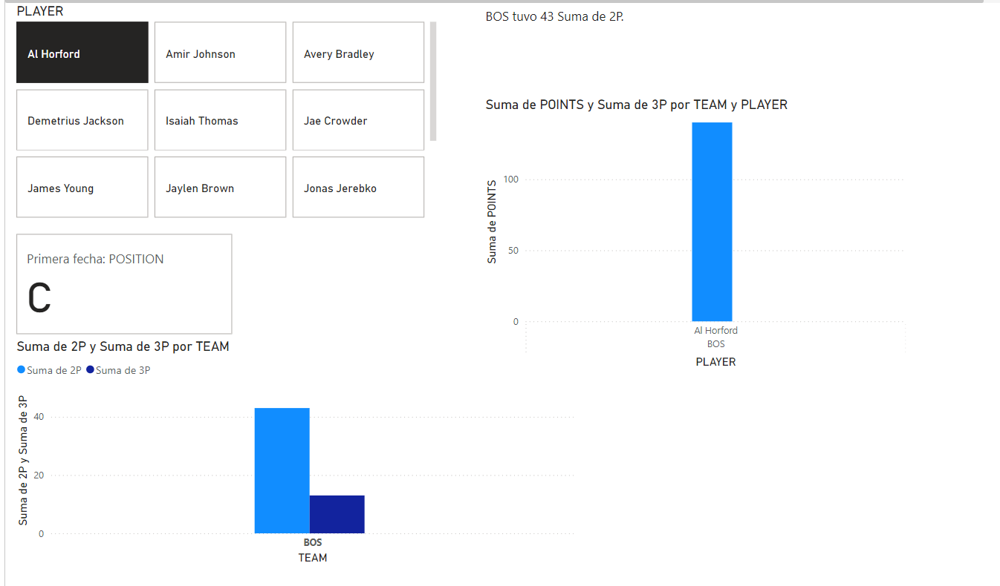 PLAYER
Al Horford
Amir Johnson
Avery Bradley
Demetrius Jackson
Isaiah Thomas
Jae Crowder
James Young
Jaylen Brown
Jonas Jerebko
Primera fecha: POSITION
C
Suma de 2P y Suma de 3P por TEAM
Suma de 2P
Suma de 3P
Suma de 2P y Suma de 3P
40
20
0
BOS
TEAM
BOS tuvo 43 Suma de 2P.
Suma de POINTS y Suma de 3P por TEAM y PLAYER
Suma de POINTS
100
50
0
Al Horford
BOS
PLAYER